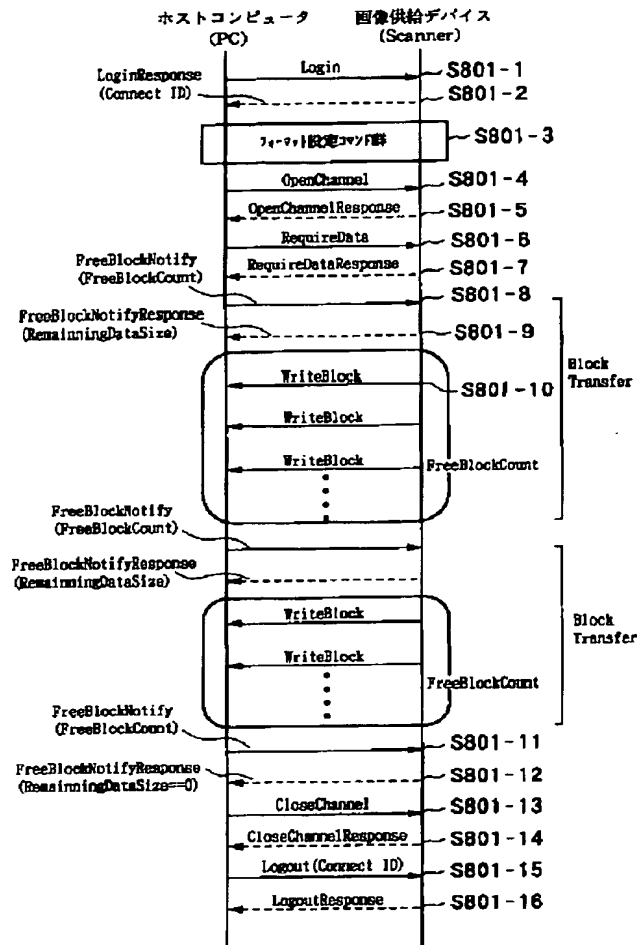 ホストコンピュータ 画像供給デバイス
(PC) (Scanner)
Login S801-1
LoginResponse
(Connect ID) S801-2
フォーマット設定コマンド群 S801-3
OpenChannel S801-4
OpenChannelResponse S801-5
RequireData S801-6
FreeBlockNotify
(FreeBlockCount) RequireDataResponse S801-7
S801-8
FreeBlockNotifyResponse
(RemainningDataSize) S801-9
Block
Transfer
WriteBlock S801-10
WriteBlock
WriteBlock FreeBlockCount
FreeBlockNotify
(FreeBlockCount)
FreeBlockNotifyResponse
(RemainningDataSize)
WriteBlock
Block
Transfer
WriteBlock
FreeBlockCount
FreeBlockNotify
(FreeBlockCount) S801-11
FreeBlockNotifyResponse
(RemainningDataSize==0) S801-12
CloseChannel S801-13
CloseChannelResponse S801-14
Logout(Connect ID) S801-15
LogoutResponse S801-16